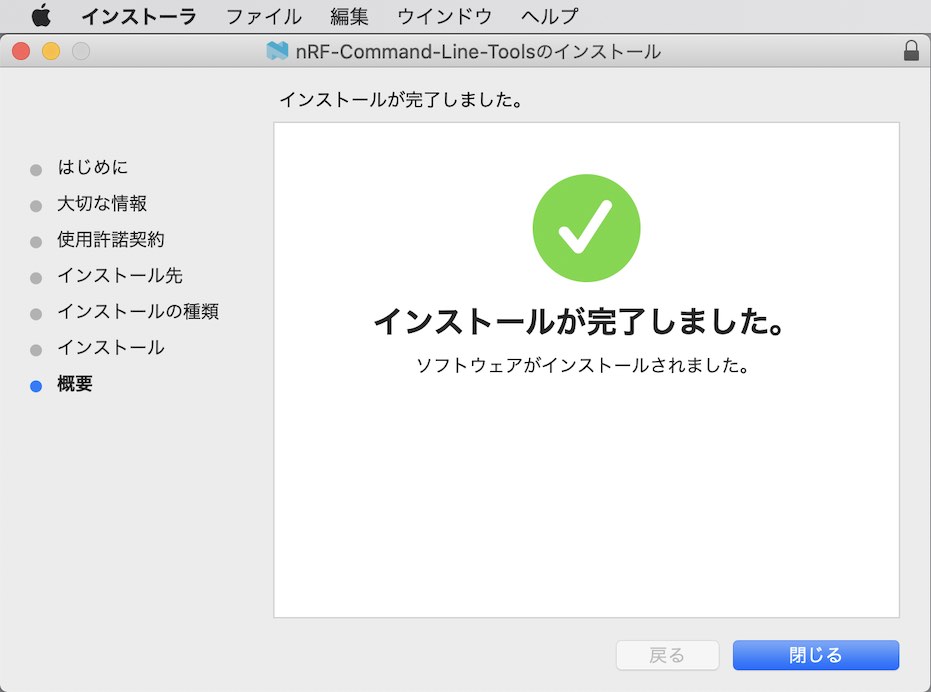 インストーラ ファイル 編集 ウインドウ ヘルプ
nRF-Command-Line-Toolsのインストール
インストールが完了しました。
はじめに
大切な情報
使用許諾契約
インストール先
インストールの種類
インストール
概要
インストールが完了しました。
ソフトウェアがインストールされました。
戻る 閉じる